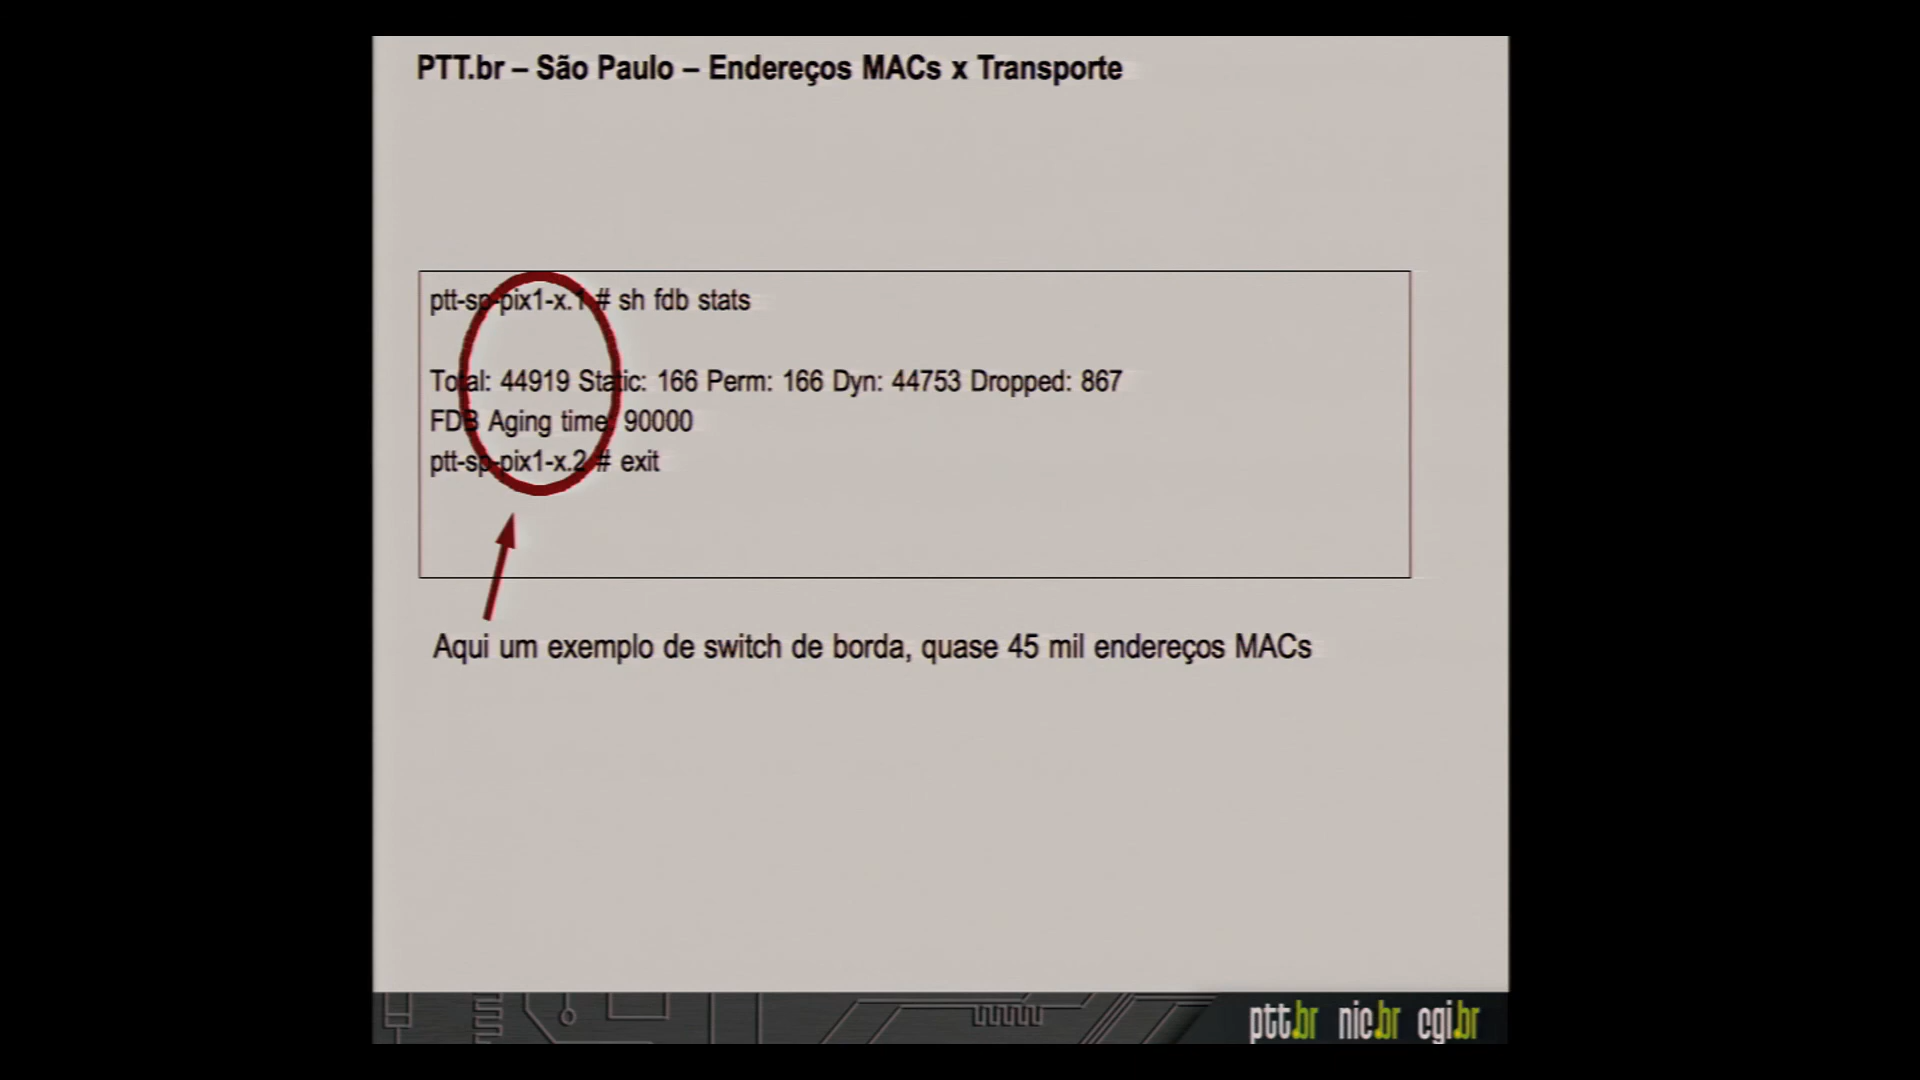 PTT.br – São Paulo – Endereços MACs x Transporte
ptt-sp-pix1-x.1 # sh fdb stats
Total: 44919 Static: 166 Perm: 166 Dyn: 44753 Dropped: 867
FDB Aging time: 90000
ptt-sp-pix1-x.2 # exit
Aqui um exemplo de switch de borda, quase 45 mil endereços MACs
ptt.br nic.br cgi.br